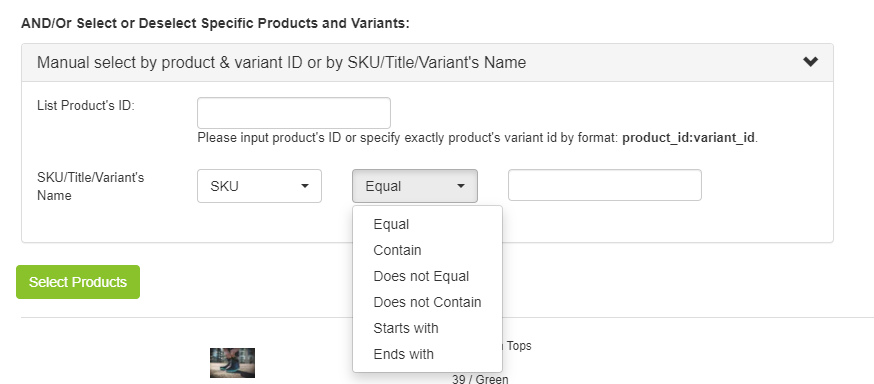 AND/Or Select or Deselect Specific Products and Variants:
Manual select by product & variant ID or by SKU/Title/Variant's Name
List Product's ID:
Please input product's ID or specify exactly product's variant id by format: product_id:variant_id.
SKU/Title/Variant's
Name
SKU
Equal
Equal
Contain
Does not Equal
Does not Contain
Starts with
Ends with
Select Products
Tops
39 / Green